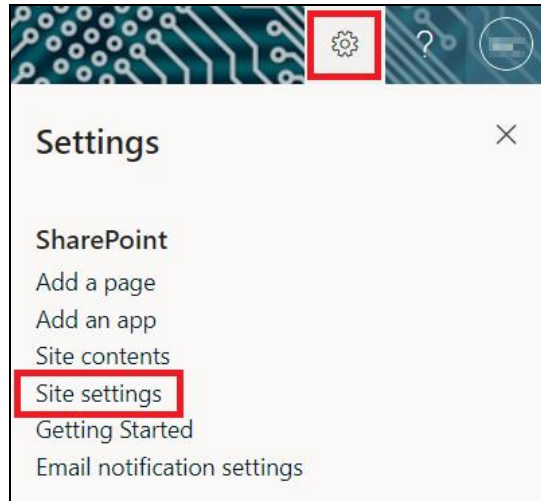 ?
Settings
SharePoint
Add a page
Add an app
Site contents
Site settings
Getting Started
Email notification settings